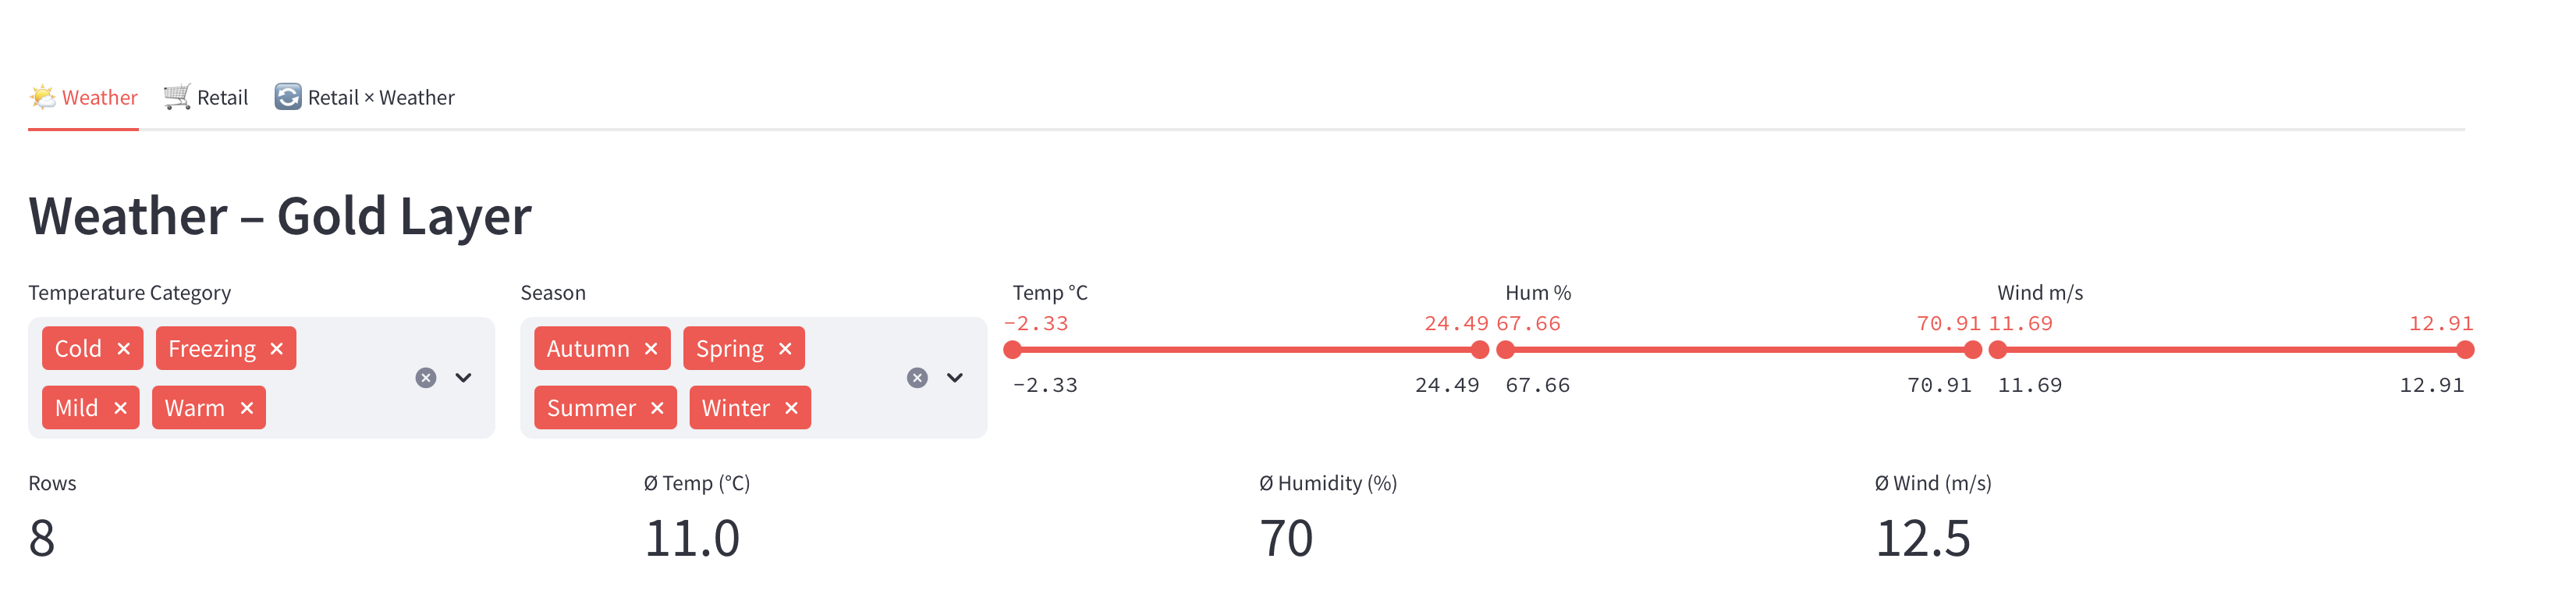 Weather Retail Retail × Weather
Weather – Gold Layer
Temperature Category Season Temp °C Hum % Wind m/s
-2.33 24.49 67.66 70.91 11.69 12.91
Cold × Freezing × Autumn × Spring ×
-2.33 24.49 67.66 70.91 11.69 12.91
Mild × Warm × Summer × Winter ×
Rows Ø Temp (°C) Ø Humidity (%) Ø Wind (m/s)
8 11.0 70 12.5